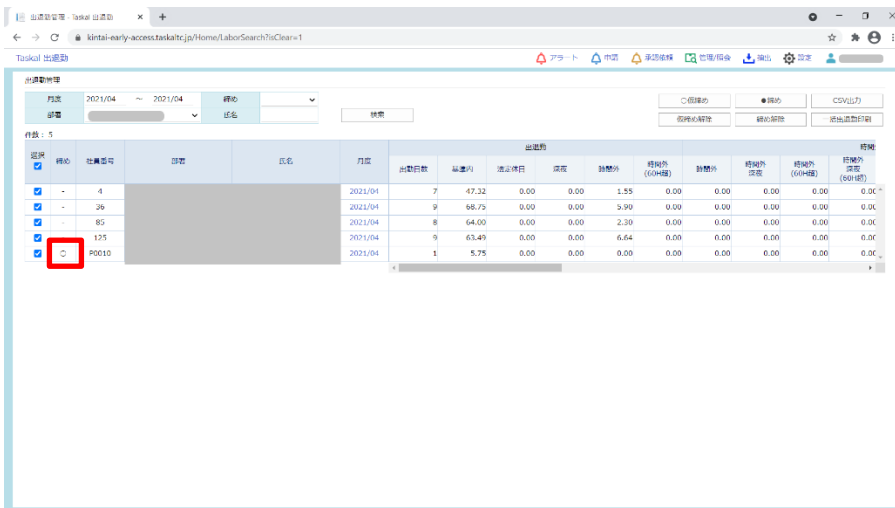 出退勤管理 - Taskal 出退勤
kintai-early-access.taskaltc.jp/Home/LaborSearch?isClear=1
Taskal 出退勤 アラート 申請 承認依頼 管理/照会 抽出 設定
出退勤管理
月度 2021/04 ～ 2021/04 締め
部署 氏名 検索
○仮締め ●締め CSV出力
仮締め解除 締め解除 一括出退勤印刷
件数： 5
出退勤 時間
選択 締め 社員番号 部署 氏名 月度 出勤日数 基準内 法定休日 深夜 時間外 時間外(60H超) 時間外 時間外深夜 時間外(60H超) 時間外深夜(60H超)
- 4 2021/04 7 47.32 0.00 0.00 1.55 0.00 0.00 0.00 0.00 0.00
- 36 2021/04 9 68.75 0.00 0.00 5.90 0.00 0.00 0.00 0.00 0.00
- 85 2021/04 8 64.00 0.00 0.00 2.30 0.00 0.00 0.00 0.00 0.00
125 2021/04 9 63.49 0.00 0.00 6.64 0.00 0.00 0.00 0.00 0.00
○ P0010 2021/04 1 5.75 0.00 0.00 0.00 0.00 0.00 0.00 0.00 0.00